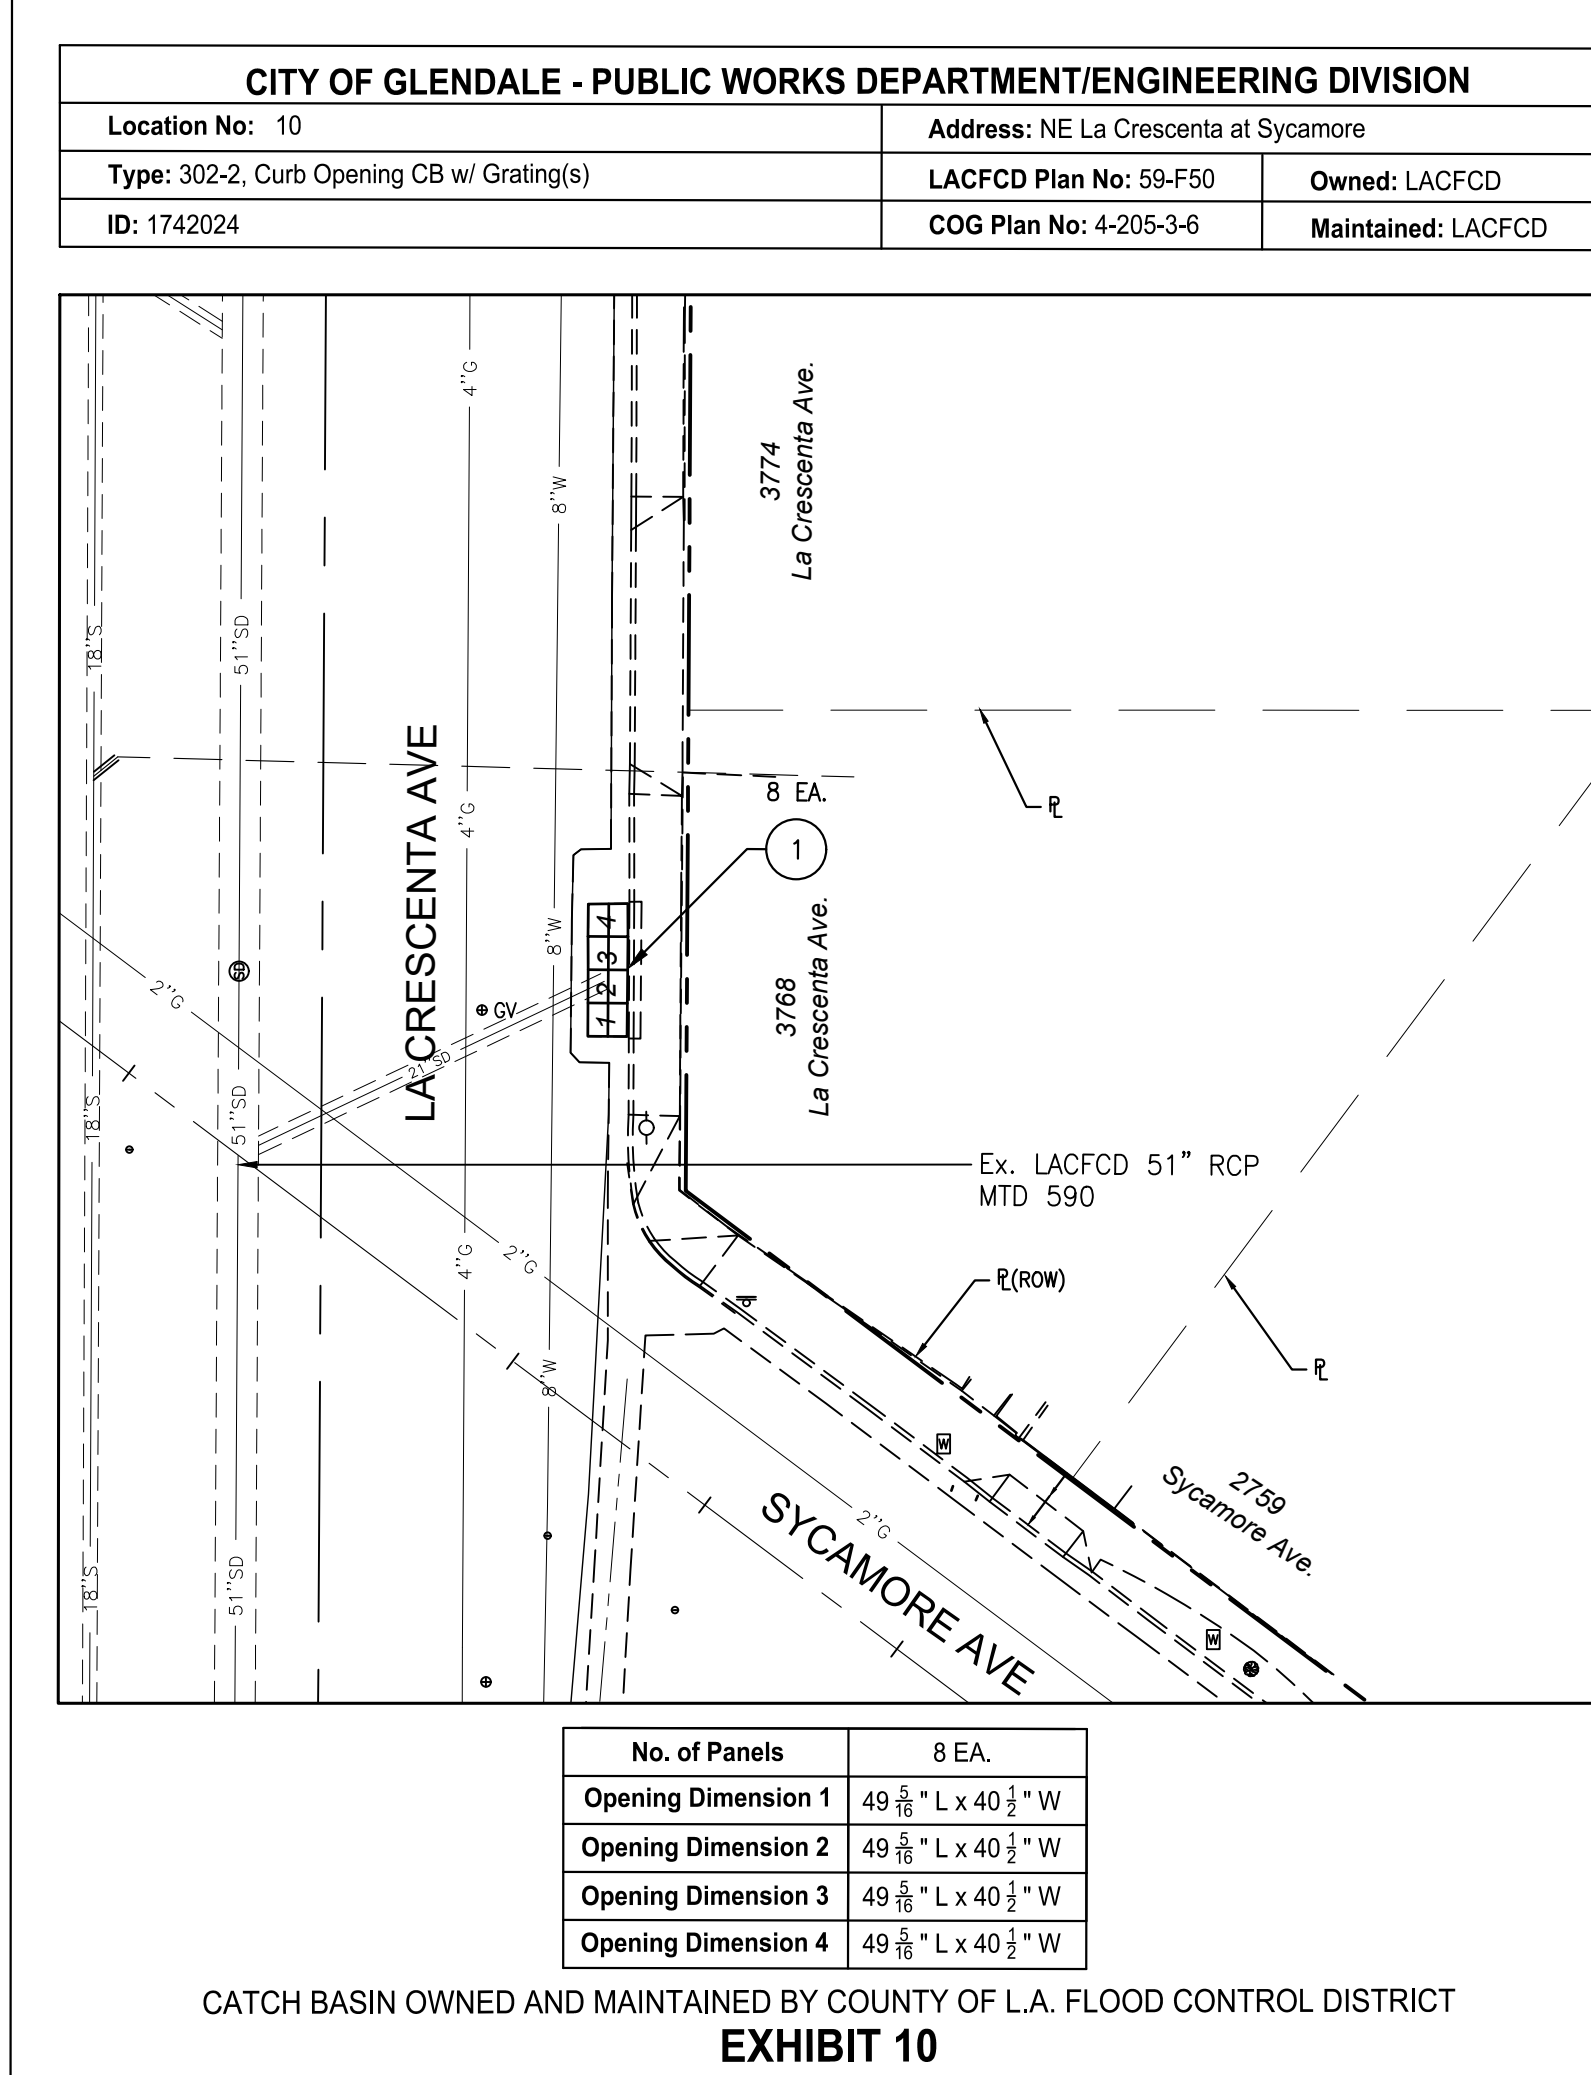 CITY OF GLENDALE - PUBLIC WORKS DEPARTMENT/ENGINEERING DIVISION
Location No: 10
Address: NE La Crescenta at Sycamore
Type: 302-2, Curb Opening CB w/ Grating(s)
LACFCD Plan No: 59-F50
Owned: LACFCD
ID: 1742024
COG Plan No: 4-205-3-6
Maintained: LACFCD
4"G
8"W
3774
La Crescenta Ave.
18"S
51"SD
LA CRESCENTA AVE
4"G
8 EA.
1
℄
8"W
4
3
2
1
3768
La Crescenta Ave.
SD
2"G
GV
21"SD
18"S
51"SD
Ex. LACFCD 51" RCP
MTD 590
4"G
2"G
PL(ROW)
PL
8"W
W
2759
Sycamore Ave.
2"G
SYCAMORE AVE
18"S
51"SD
W
No. of Panels 8 EA.
Opening Dimension 1 49 5/16 " L x 40 1/2 " W
Opening Dimension 2 49 5/16 " L x 40 1/2 " W
Opening Dimension 3 49 5/16 " L x 40 1/2 " W
Opening Dimension 4 49 5/16 " L x 40 1/2 " W
CATCH BASIN OWNED AND MAINTAINED BY COUNTY OF L.A. FLOOD CONTROL DISTRICT
EXHIBIT 10